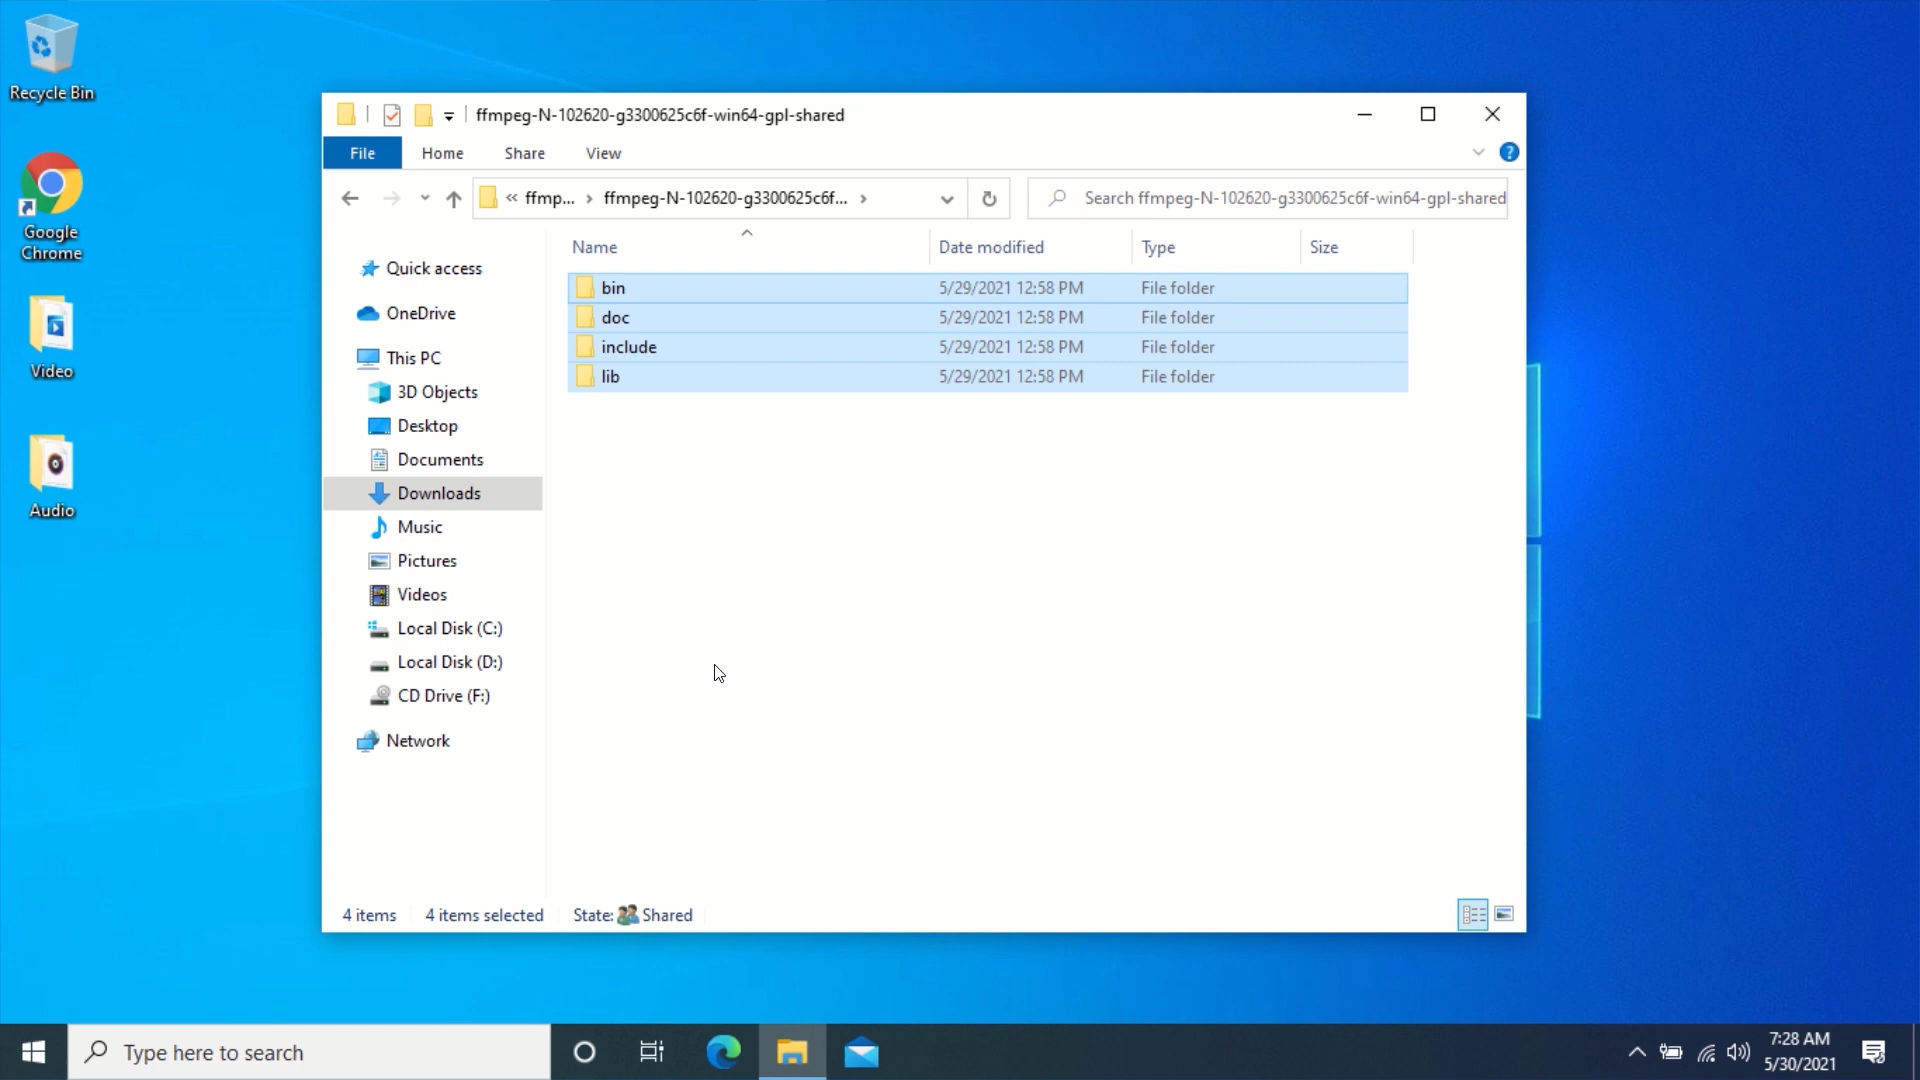 Recycle Bin
Google
Chrome
Video
Audio
ffmpeg-N-102620-g3300625c6f-win64-gpl-shared
File Home Share View
« ffmp... › ffmpeg-N-102620-g3300625c6f... ›
Search ffmpeg-N-102620-g3300625c6f-win64-gpl-shared
Quick access
OneDrive
This PC
3D Objects
Desktop
Documents
Downloads
Music
Pictures
Videos
Local Disk (C:)
Local Disk (D:)
CD Drive (F:)
Network
Name Date modified Type Size
bin 5/29/2021 12:58 PM File folder
doc 5/29/2021 12:58 PM File folder
include 5/29/2021 12:58 PM File folder
lib 5/29/2021 12:58 PM File folder
4 items 4 items selected State: Shared
Type here to search
7:28 AM
5/30/2021